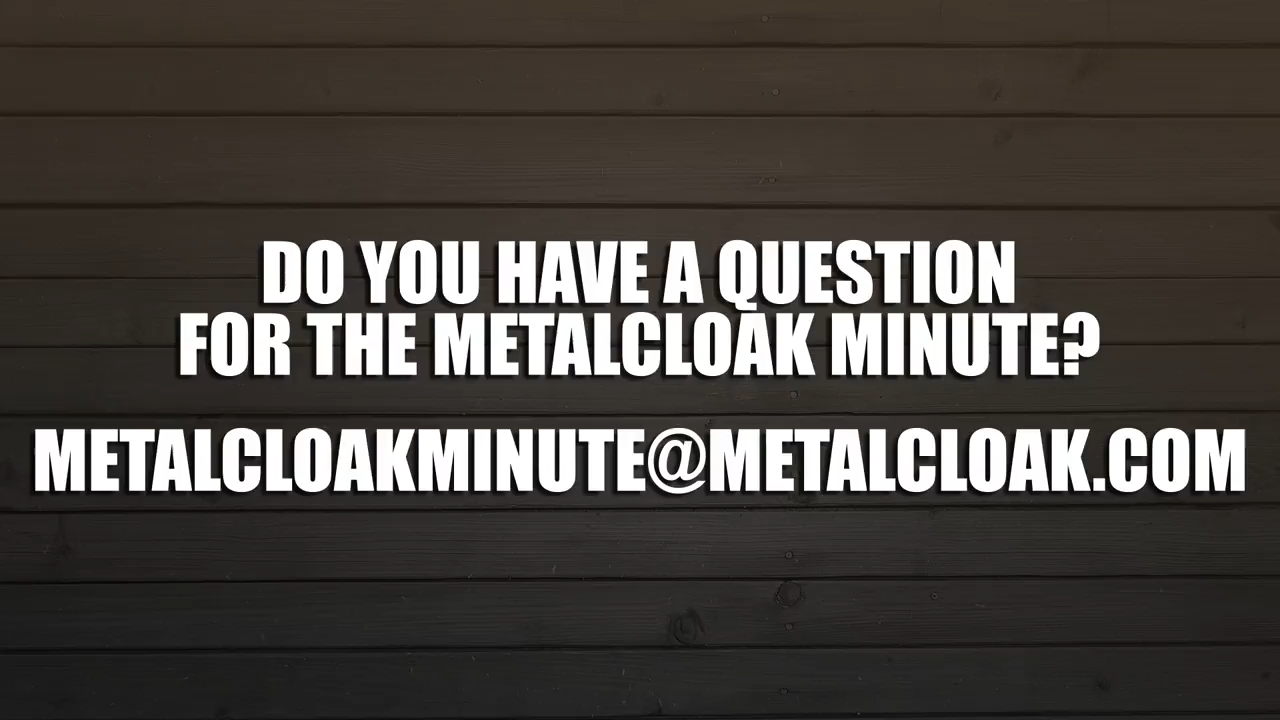 DO YOU HAVE A QUESTION
FOR THE METALCLOAK MINUTE?
METALCLOAKMINUTE@METALCLOAK.COM